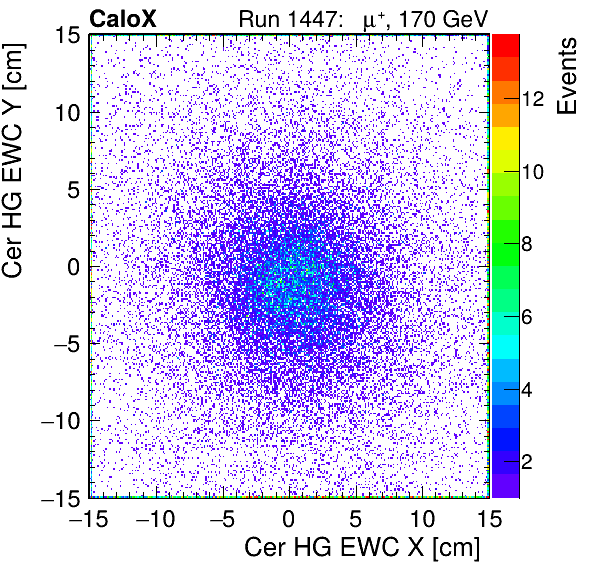 CaloX Run 1447: μ⁺, 170 GeV
Cer HG EWC Y [cm]
15
10
5
0
−5
−10
−15
−15 −10 −5 0 5 10 15
Cer HG EWC X [cm]
Events
12
10
8
6
4
2